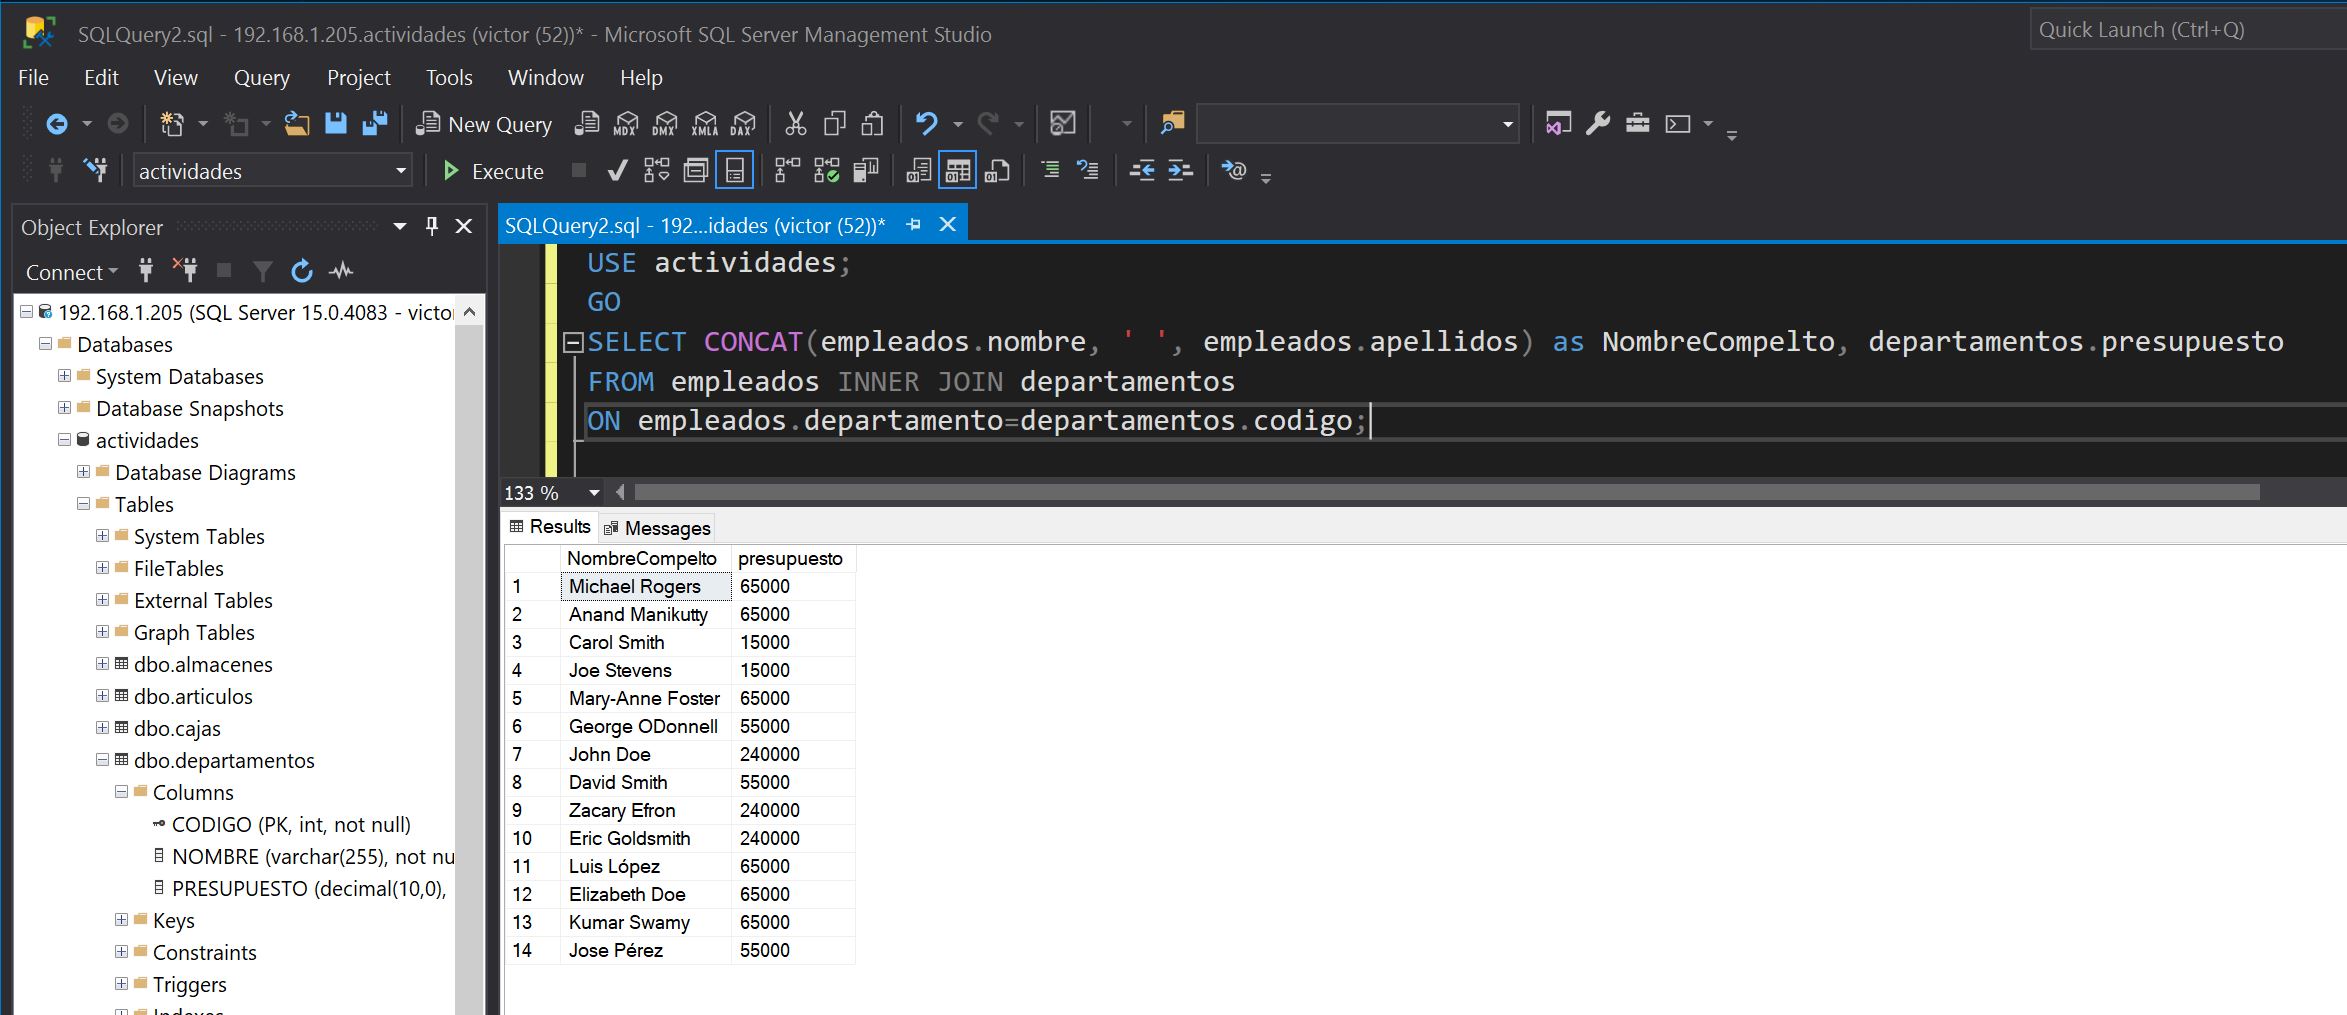 SQLQuery2.sql - 192.168.1.205.actividades (victor (52))* - Microsoft SQL Server Management Studio
Quick Launch (Ctrl+Q)
File Edit View Query Project Tools Window Help
New Query MDX DMX XMLA DAX
actividades Execute
Object Explorer
Connect
192.168.1.205 (SQL Server 15.0.4083 - victo
Databases
System Databases
Database Snapshots
actividades
Database Diagrams
Tables
System Tables
FileTables
External Tables
Graph Tables
dbo.almacenes
dbo.articulos
dbo.cajas
dbo.departamentos
Columns
CODIGO (PK, int, not null)
NOMBRE (varchar(255), not nu
PRESUPUESTO (decimal(10,0),
Keys
Constraints
Triggers
Indexes
SQLQuery2.sql - 192...idades (victor (52))*
USE actividades;
GO
SELECT CONCAT(empleados.nombre, ' ', empleados.apellidos) as NombreCompelto, departamentos.presupuesto
FROM empleados INNER JOIN departamentos
ON empleados.departamento=departamentos.codigo;
133 %
Results Messages
NombreCompelto presupuesto
1 Michael Rogers 65000
2 Anand Manikutty 65000
3 Carol Smith 15000
4 Joe Stevens 15000
5 Mary-Anne Foster 65000
6 George ODonnell 55000
7 John Doe 240000
8 David Smith 55000
9 Zacary Efron 240000
10 Eric Goldsmith 240000
11 Luis López 65000
12 Elizabeth Doe 65000
13 Kumar Swamy 65000
14 Jose Pérez 55000